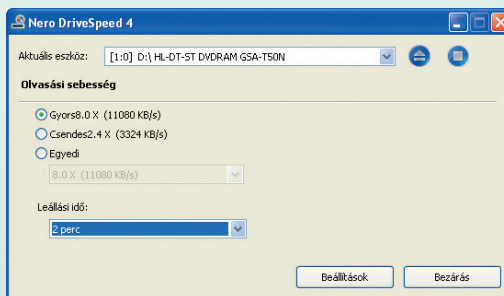 Nero DriveSpeed 4
Aktuális eszköz: [1:0] D:\ HL-DT-ST DVDRAM GSA-T50N
Olvasási sebesség
Gyors8.0 X (11080 KB/s)
Csendes2.4 X (3324 KB/s)
Egyedi
8.0 X (11080 KB/s)
Leállási idő:
2 perc
Beállítások Bezárás